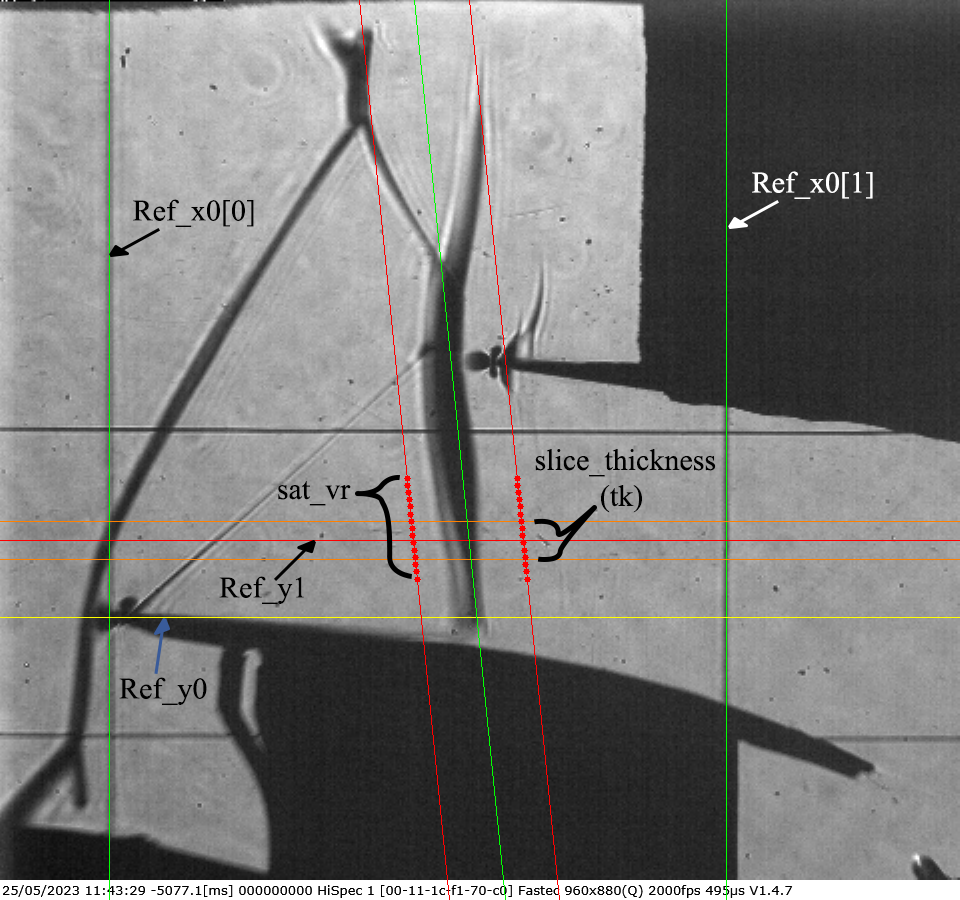 Ref_x0[1]
Ref_x0[0]
slice_thickness
(tk)
sat_vr
Ref_y1
Ref_y0
25/05/2023 11:43:29 -5077.1[ms] 000000000 HiSpec 1 [00-11-1c-f1-70-c0] Fastec 960x880(Q) 2000fps 495µs V1.4.7